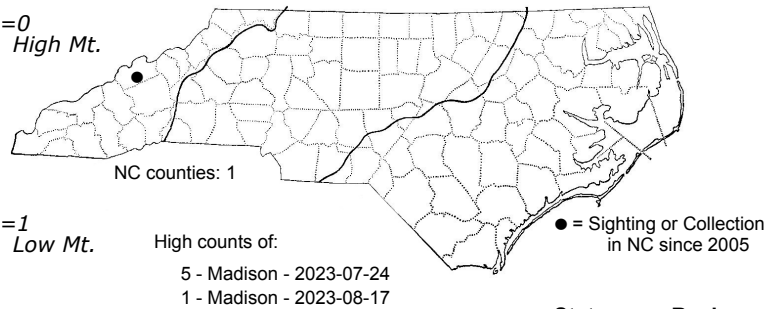 =0
High Mt.
NC counties: 1
=1
Low Mt.
High counts of:
5 - Madison - 2023-07-24
1 - Madison - 2023-08-17
● = Sighting or Collection
in NC since 2005